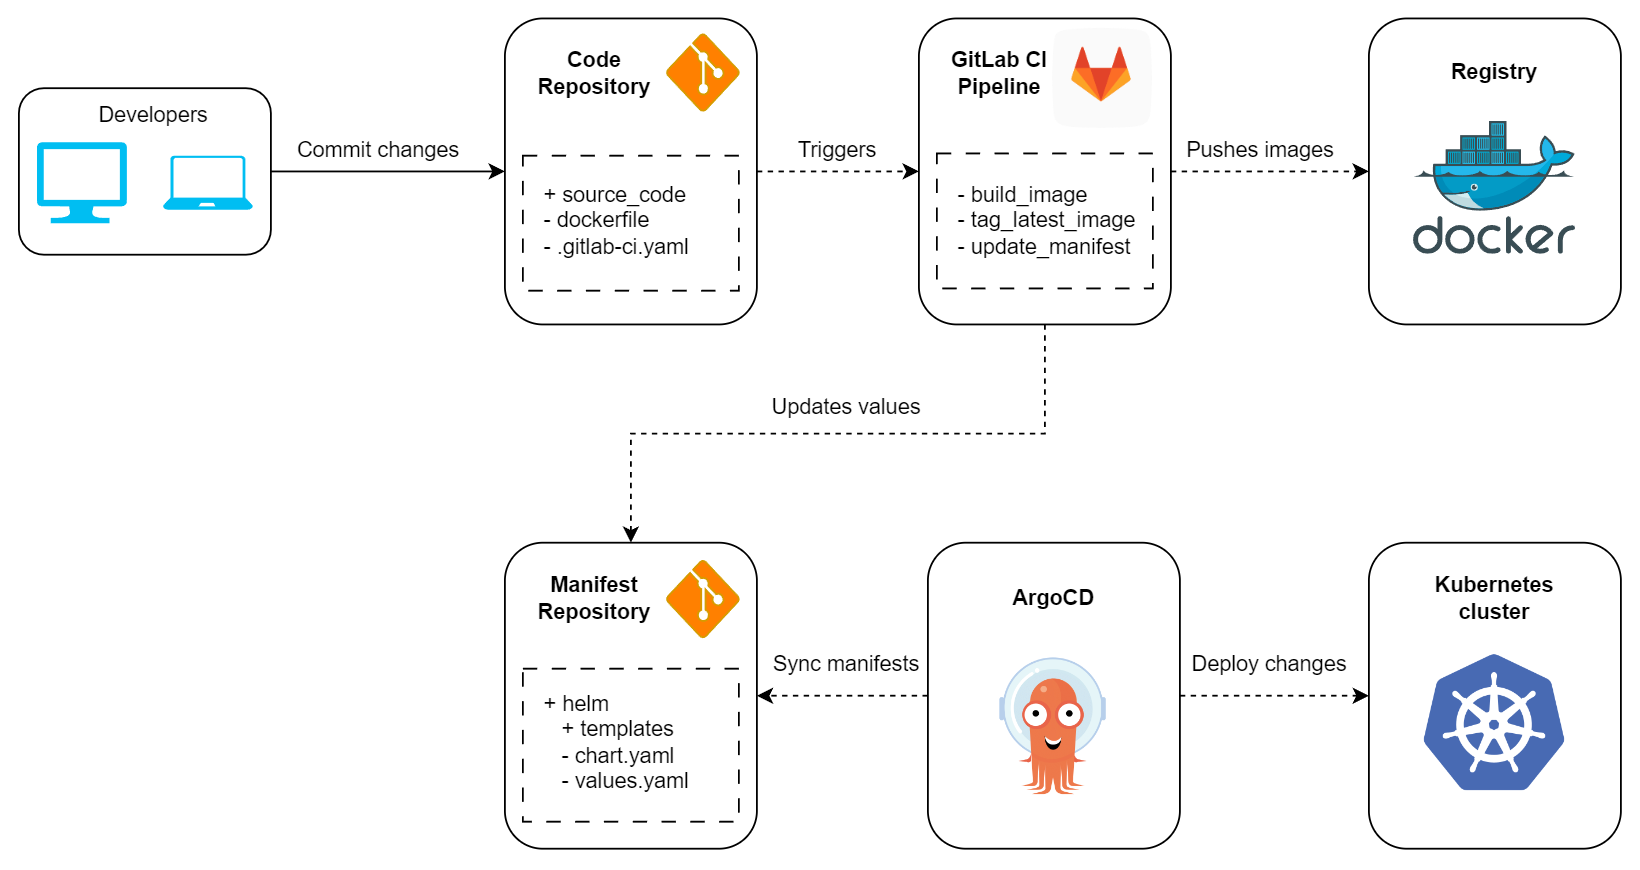 Developers
Commit changes
Code
Repository
+ source_code
- dockerfile
- .gitlab-ci.yaml
Triggers
GitLab CI
Pipeline
- build_image
- tag_latest_image
- update_manifest
Pushes images
Registry
docker
Updates values
Manifest
Repository
+ helm
+ templates
- chart.yaml
- values.yaml
Sync manifests
ArgoCD
Deploy changes
Kubernetes
cluster